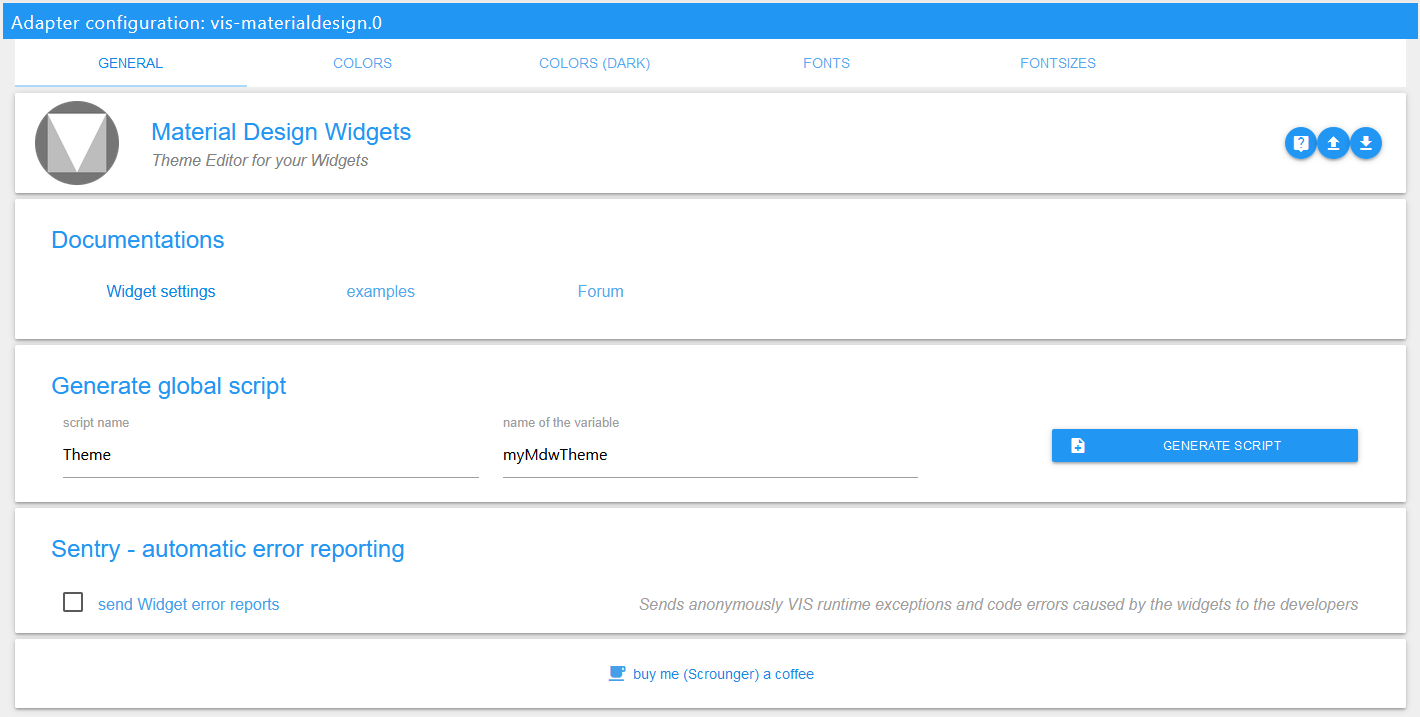 Adapter configuration: vis-materialdesign.0
GENERAL COLORS COLORS (DARK) FONTS FONTSIZES
Material Design Widgets
Theme Editor for your Widgets
?
Documentations
Widget settings examples Forum
Generate global script
script name name of the variable
Theme myMdwTheme
GENERATE SCRIPT
Sentry - automatic error reporting
send Widget error reports Sends anonymously VIS runtime exceptions and code errors caused by the widgets to the developers
buy me (Scrounger) a coffee